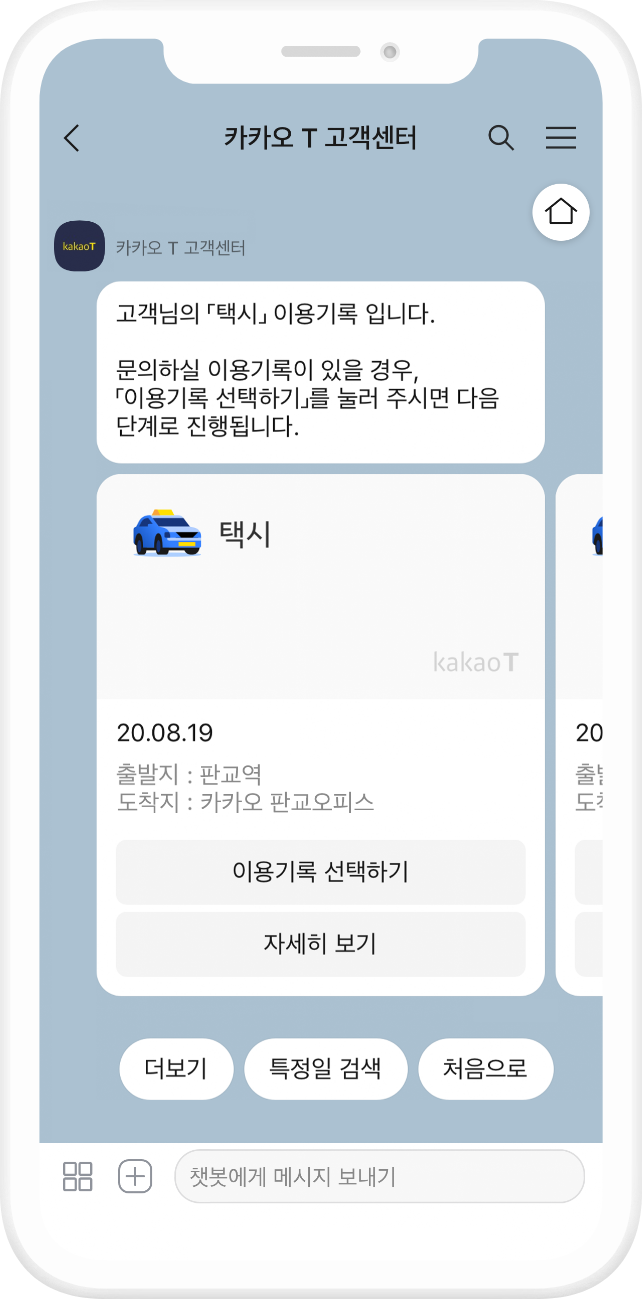 카카오 T 고객센터
kakaoT
카카오 T 고객센터
고객님의 「택시」 이용기록 입니다.
문의하실 이용기록이 있을 경우,
「이용기록 선택하기」를 눌러 주시면 다음
단계로 진행됩니다.
택시
kakaoT
20.08.19
20
출발지 : 판교역
도착지 : 카카오 판교오피스
이용기록 선택하기
자세히 보기
더보기
특정일 검색
처음으로
챗봇에게 메시지 보내기